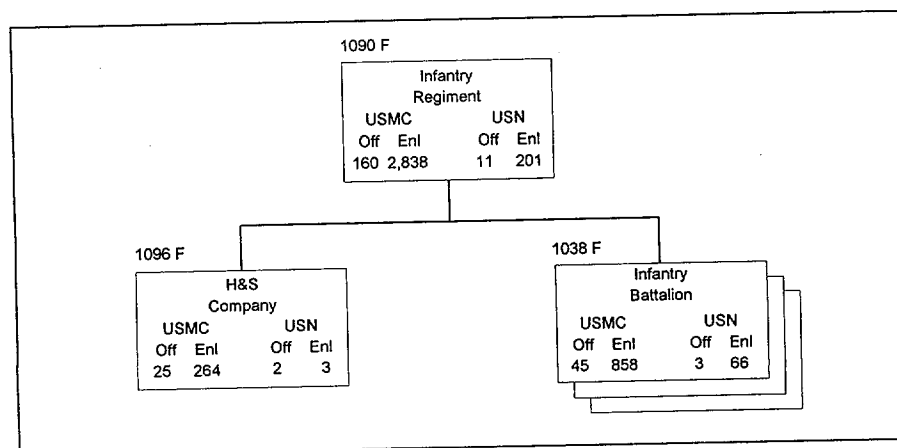 1090 F
Infantry
Regiment
USMC USN
Off Enl Off Enl
160 2,838 11 201
1096 F
H&S
Company
USMC USN
Off Enl Off Enl
25 264 2 3
1038 F
Infantry
Battalion
USMC USN
Off Enl Off Enl
45 858 3 66